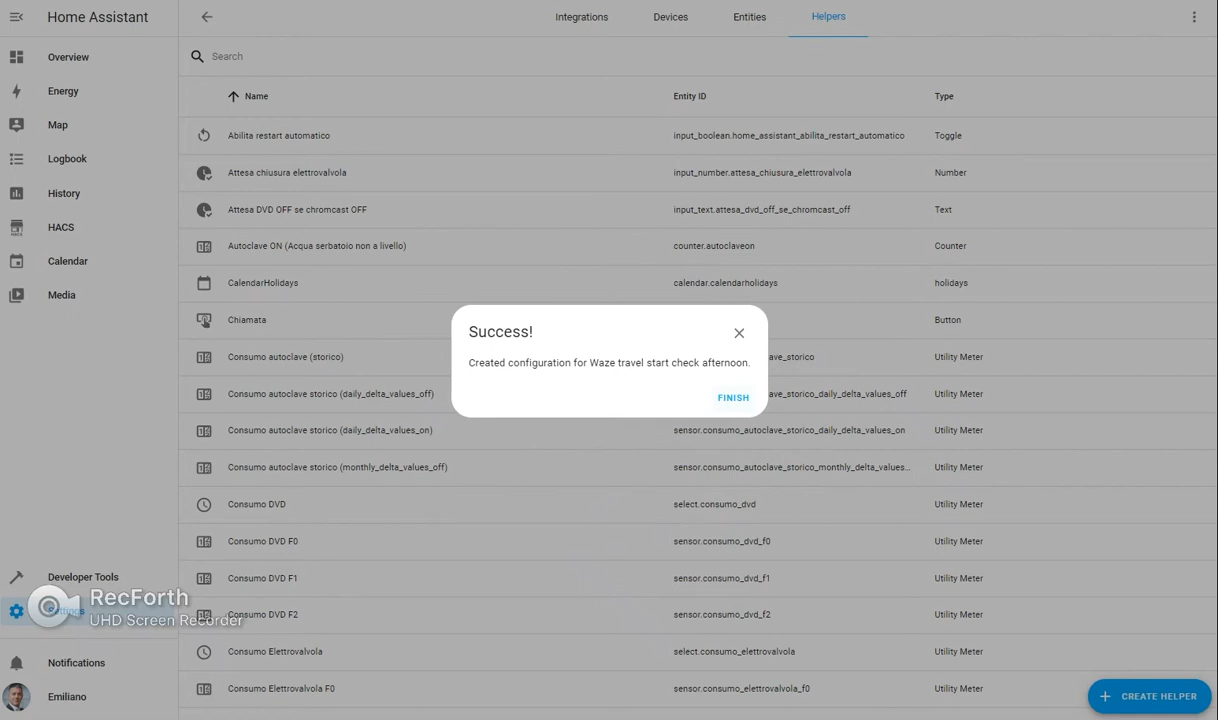 Home Assistant
Integrations
Devices
Entities
Helpers
Overview
Energy
Map
Logbook
History
HACS
Calendar
Media
Developer Tools
Settings
Notifications
Emiliano
Search
Name Entity ID Type
Abilita restart automatico input_boolean.home_assistant_abilita_restart_automatico Toggle
Attesa chiusura elettrovalvola input_number.attesa_chiusura_elettrovalvola Number
Attesa DVD OFF se chromcast OFF input_text.attesa_dvd_off_se_chromcast_off Text
Autoclave ON (Acqua serbatoio non a livello) counter.autoclaveon Counter
CalendarHolidays calendar.calendarholidays holidays
Chiamata Button
Consumo autoclave (storico) ave_storico Utility Meter
Consumo autoclave storico (daily_delta_values_off) ave_storico_daily_delta_values_off Utility Meter
Consumo autoclave storico (daily_delta_values_on) sensor.consumo_autoclave_storico_daily_delta_values_on Utility Meter
Consumo autoclave storico (monthly_delta_values_off) sensor.consumo_autoclave_storico_monthly_delta_values... Utility Meter
Consumo DVD select.consumo_dvd Utility Meter
Consumo DVD F0 sensor.consumo_dvd_f0 Utility Meter
Consumo DVD F1 sensor.consumo_dvd_f1 Utility Meter
Consumo DVD F2 sensor.consumo_dvd_f2 Utility Meter
Consumo Elettrovalvola select.consumo_elettrovalvola Utility Meter
Consumo Elettrovalvola F0 sensor.consumo_elettrovalvola_f0 Utility Meter
Success!
Created configuration for Waze travel start check afternoon.
FINISH
CREATE HELPER
RecForth
UHD Screen Recorder